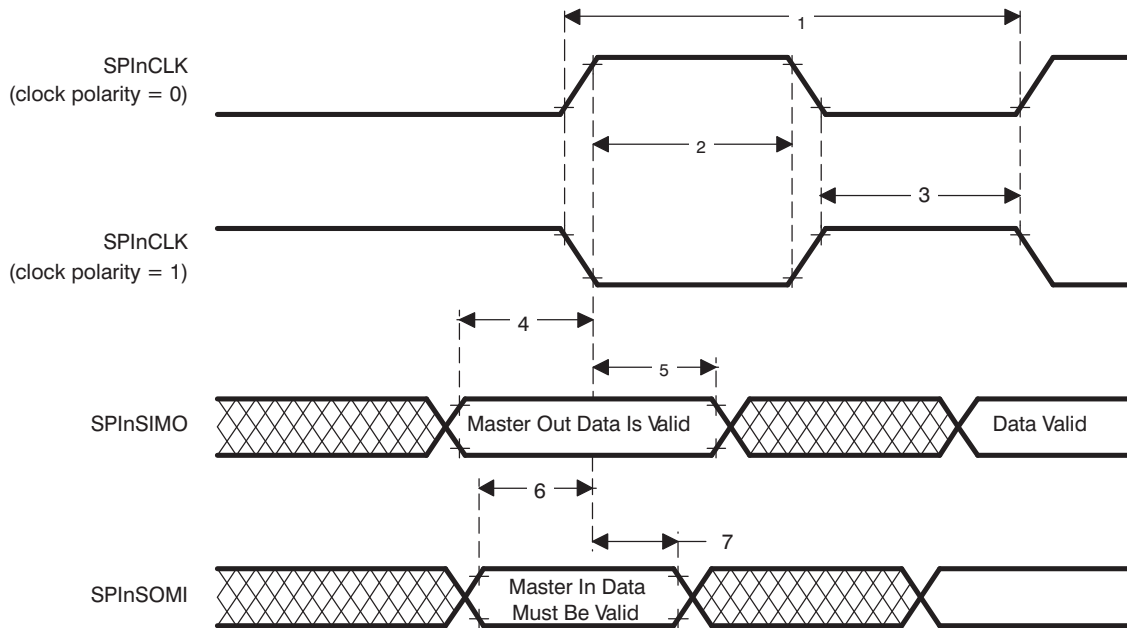 1
SPInCLK
(clock polarity = 0)
2
3
SPInCLK
(clock polarity = 1)
4
5
SPInSIMO
Master Out Data Is Valid
Data Valid
6
7
SPInSOMI
Master In Data
Must Be Valid